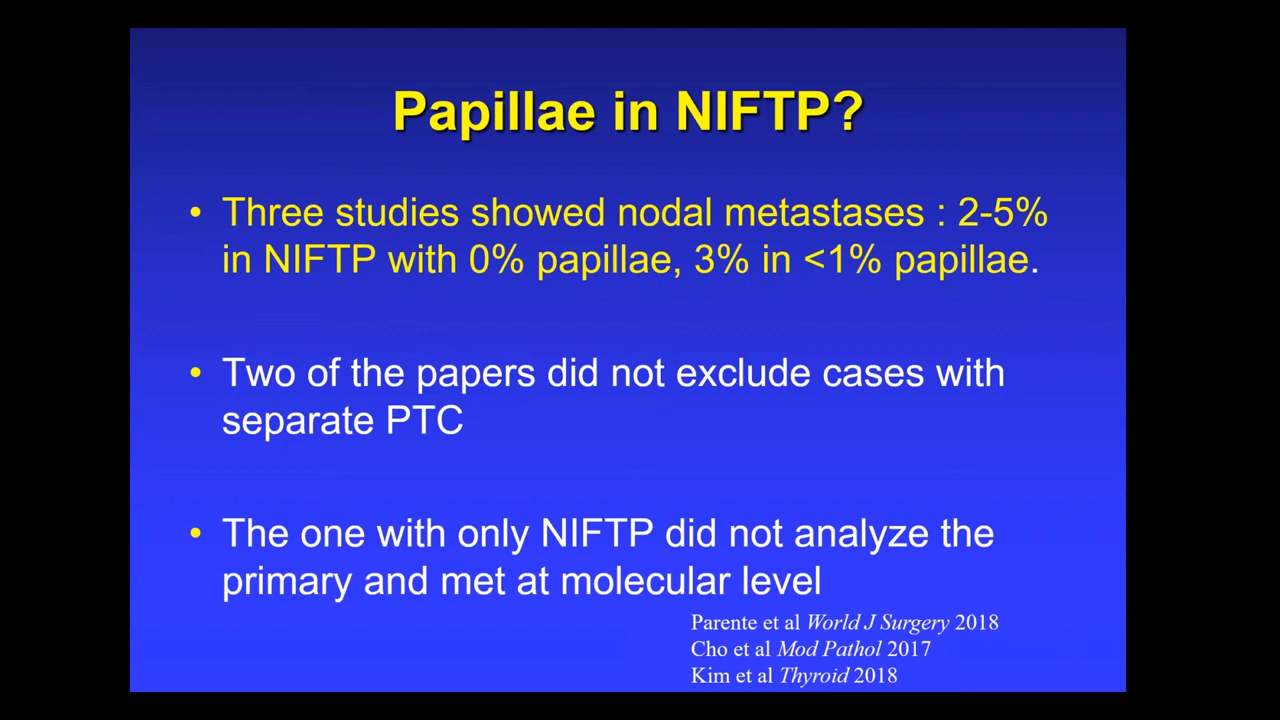 Papillae in NIFTP?
• Three studies showed nodal metastases : 2-5%
in NIFTP with 0% papillae, 3% in <1% papillae.
• Two of the papers did not exclude cases with
separate PTC
• The one with only NIFTP did not analyze the
primary and met at molecular level
Parente et al World J Surgery 2018
Cho et al Mod Pathol 2017
Kim et al Thyroid 2018